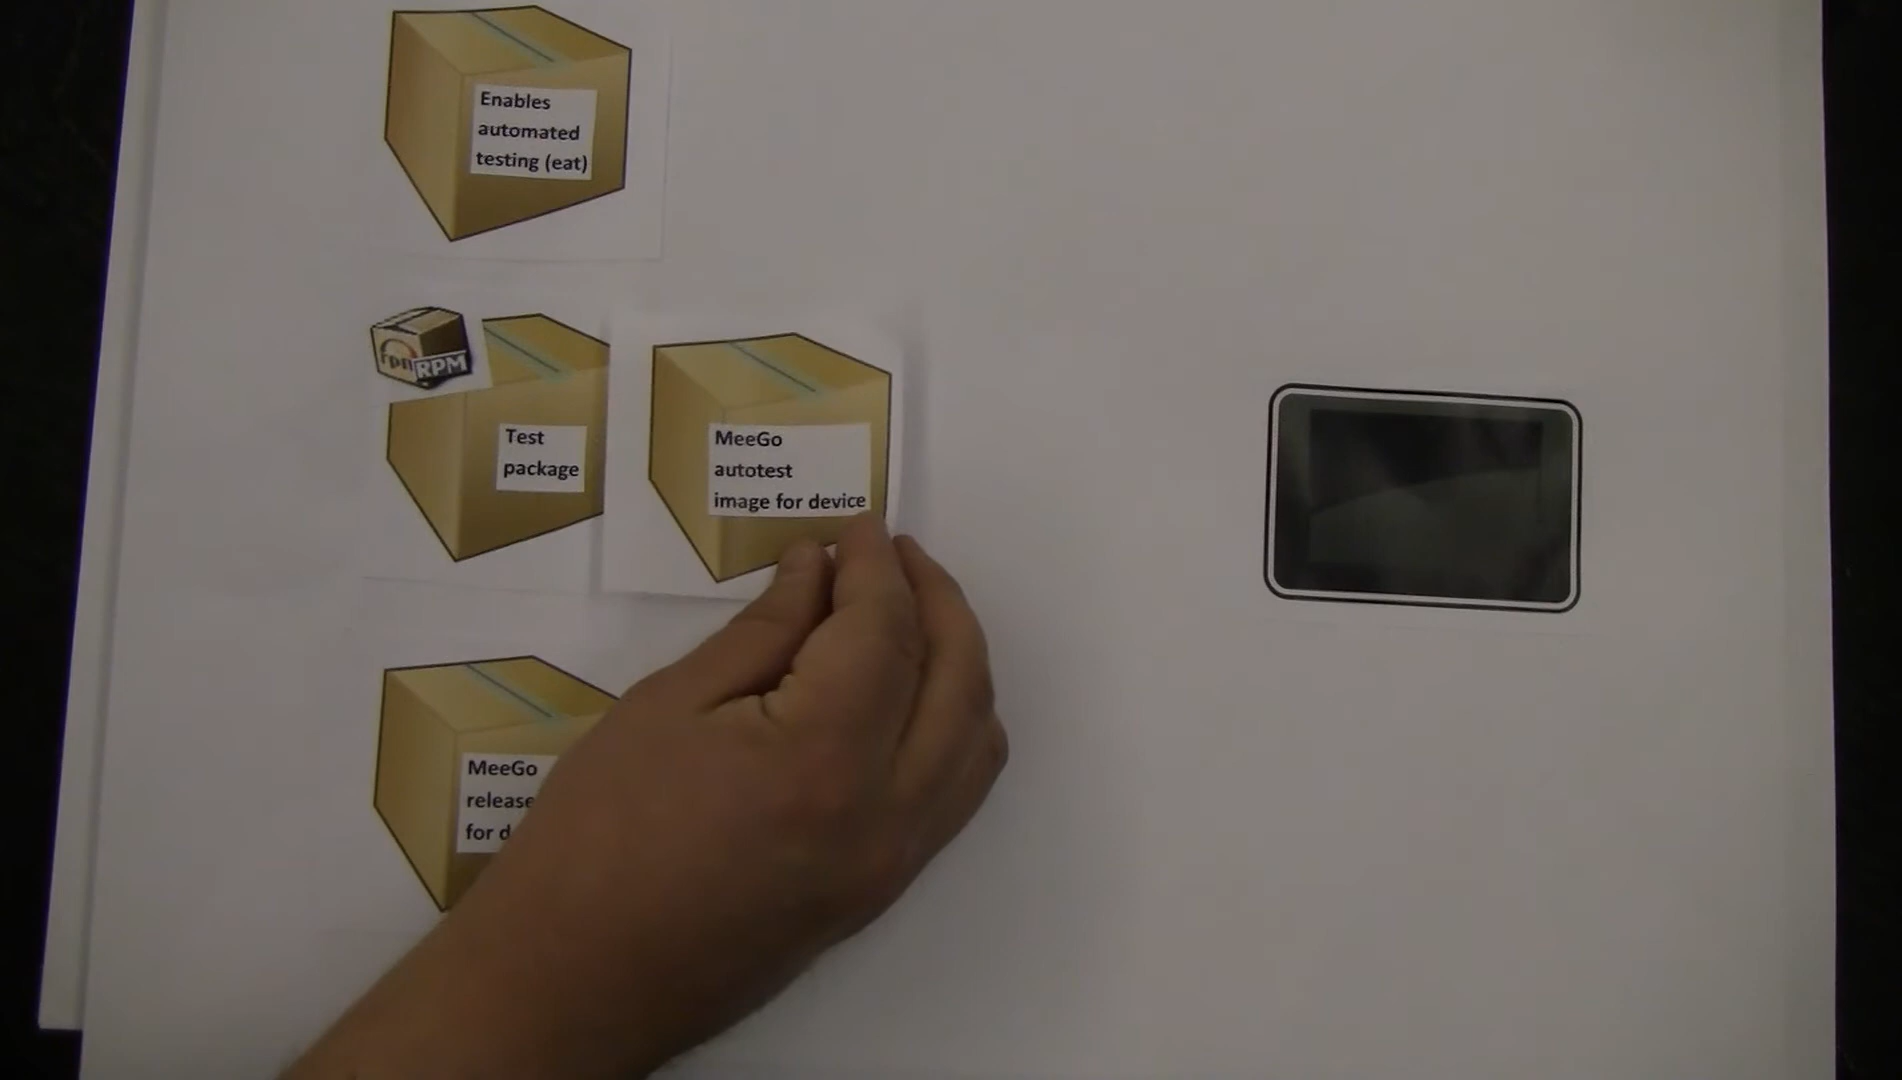 Enables
automated
testing (eat)
rpm
RPM
Test
package
MeeGo
autotest
image for device
MeeGo
release
for d